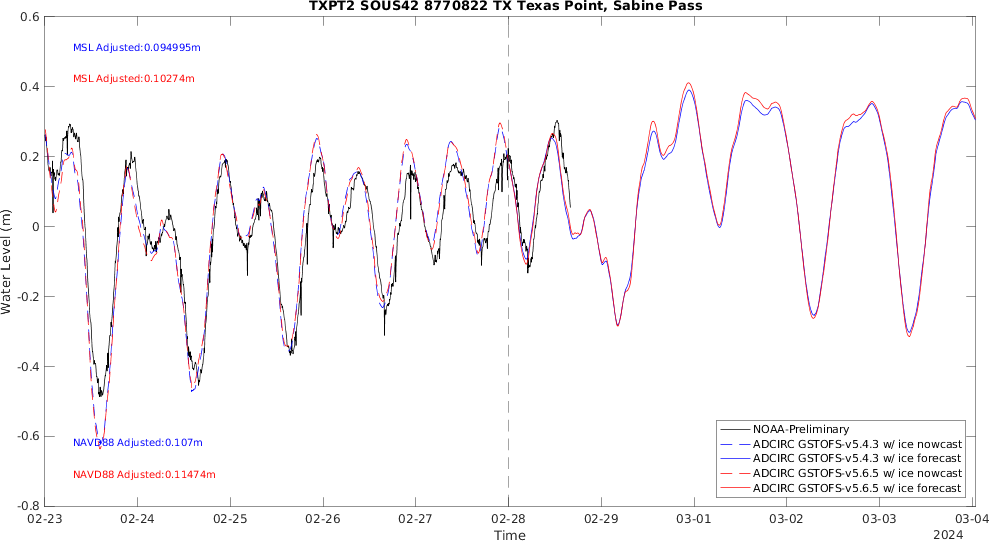 TXPT2 SOUS42 8770822 TX Texas Point, Sabine Pass
0.6
MSL Adjusted:0.094995m
MSL Adjusted:0.10274m
0.4
0.2
0
-0.2
-0.4
-0.6
-0.8
Water Level (m)
NAVD88 Adjusted:0.107m
NAVD88 Adjusted:0.11474m
NOAA-Preliminary
ADCIRC GSTOFS-v5.4.3 w/ ice nowcast
ADCIRC GSTOFS-v5.4.3 w/ ice forecast
ADCIRC GSTOFS-v5.6.5 w/ ice nowcast
ADCIRC GSTOFS-v5.6.5 w/ ice forecast
02-23 02-24 02-25 02-26 02-27 02-28 02-29 03-01 03-02 03-03 03-04
Time
2024